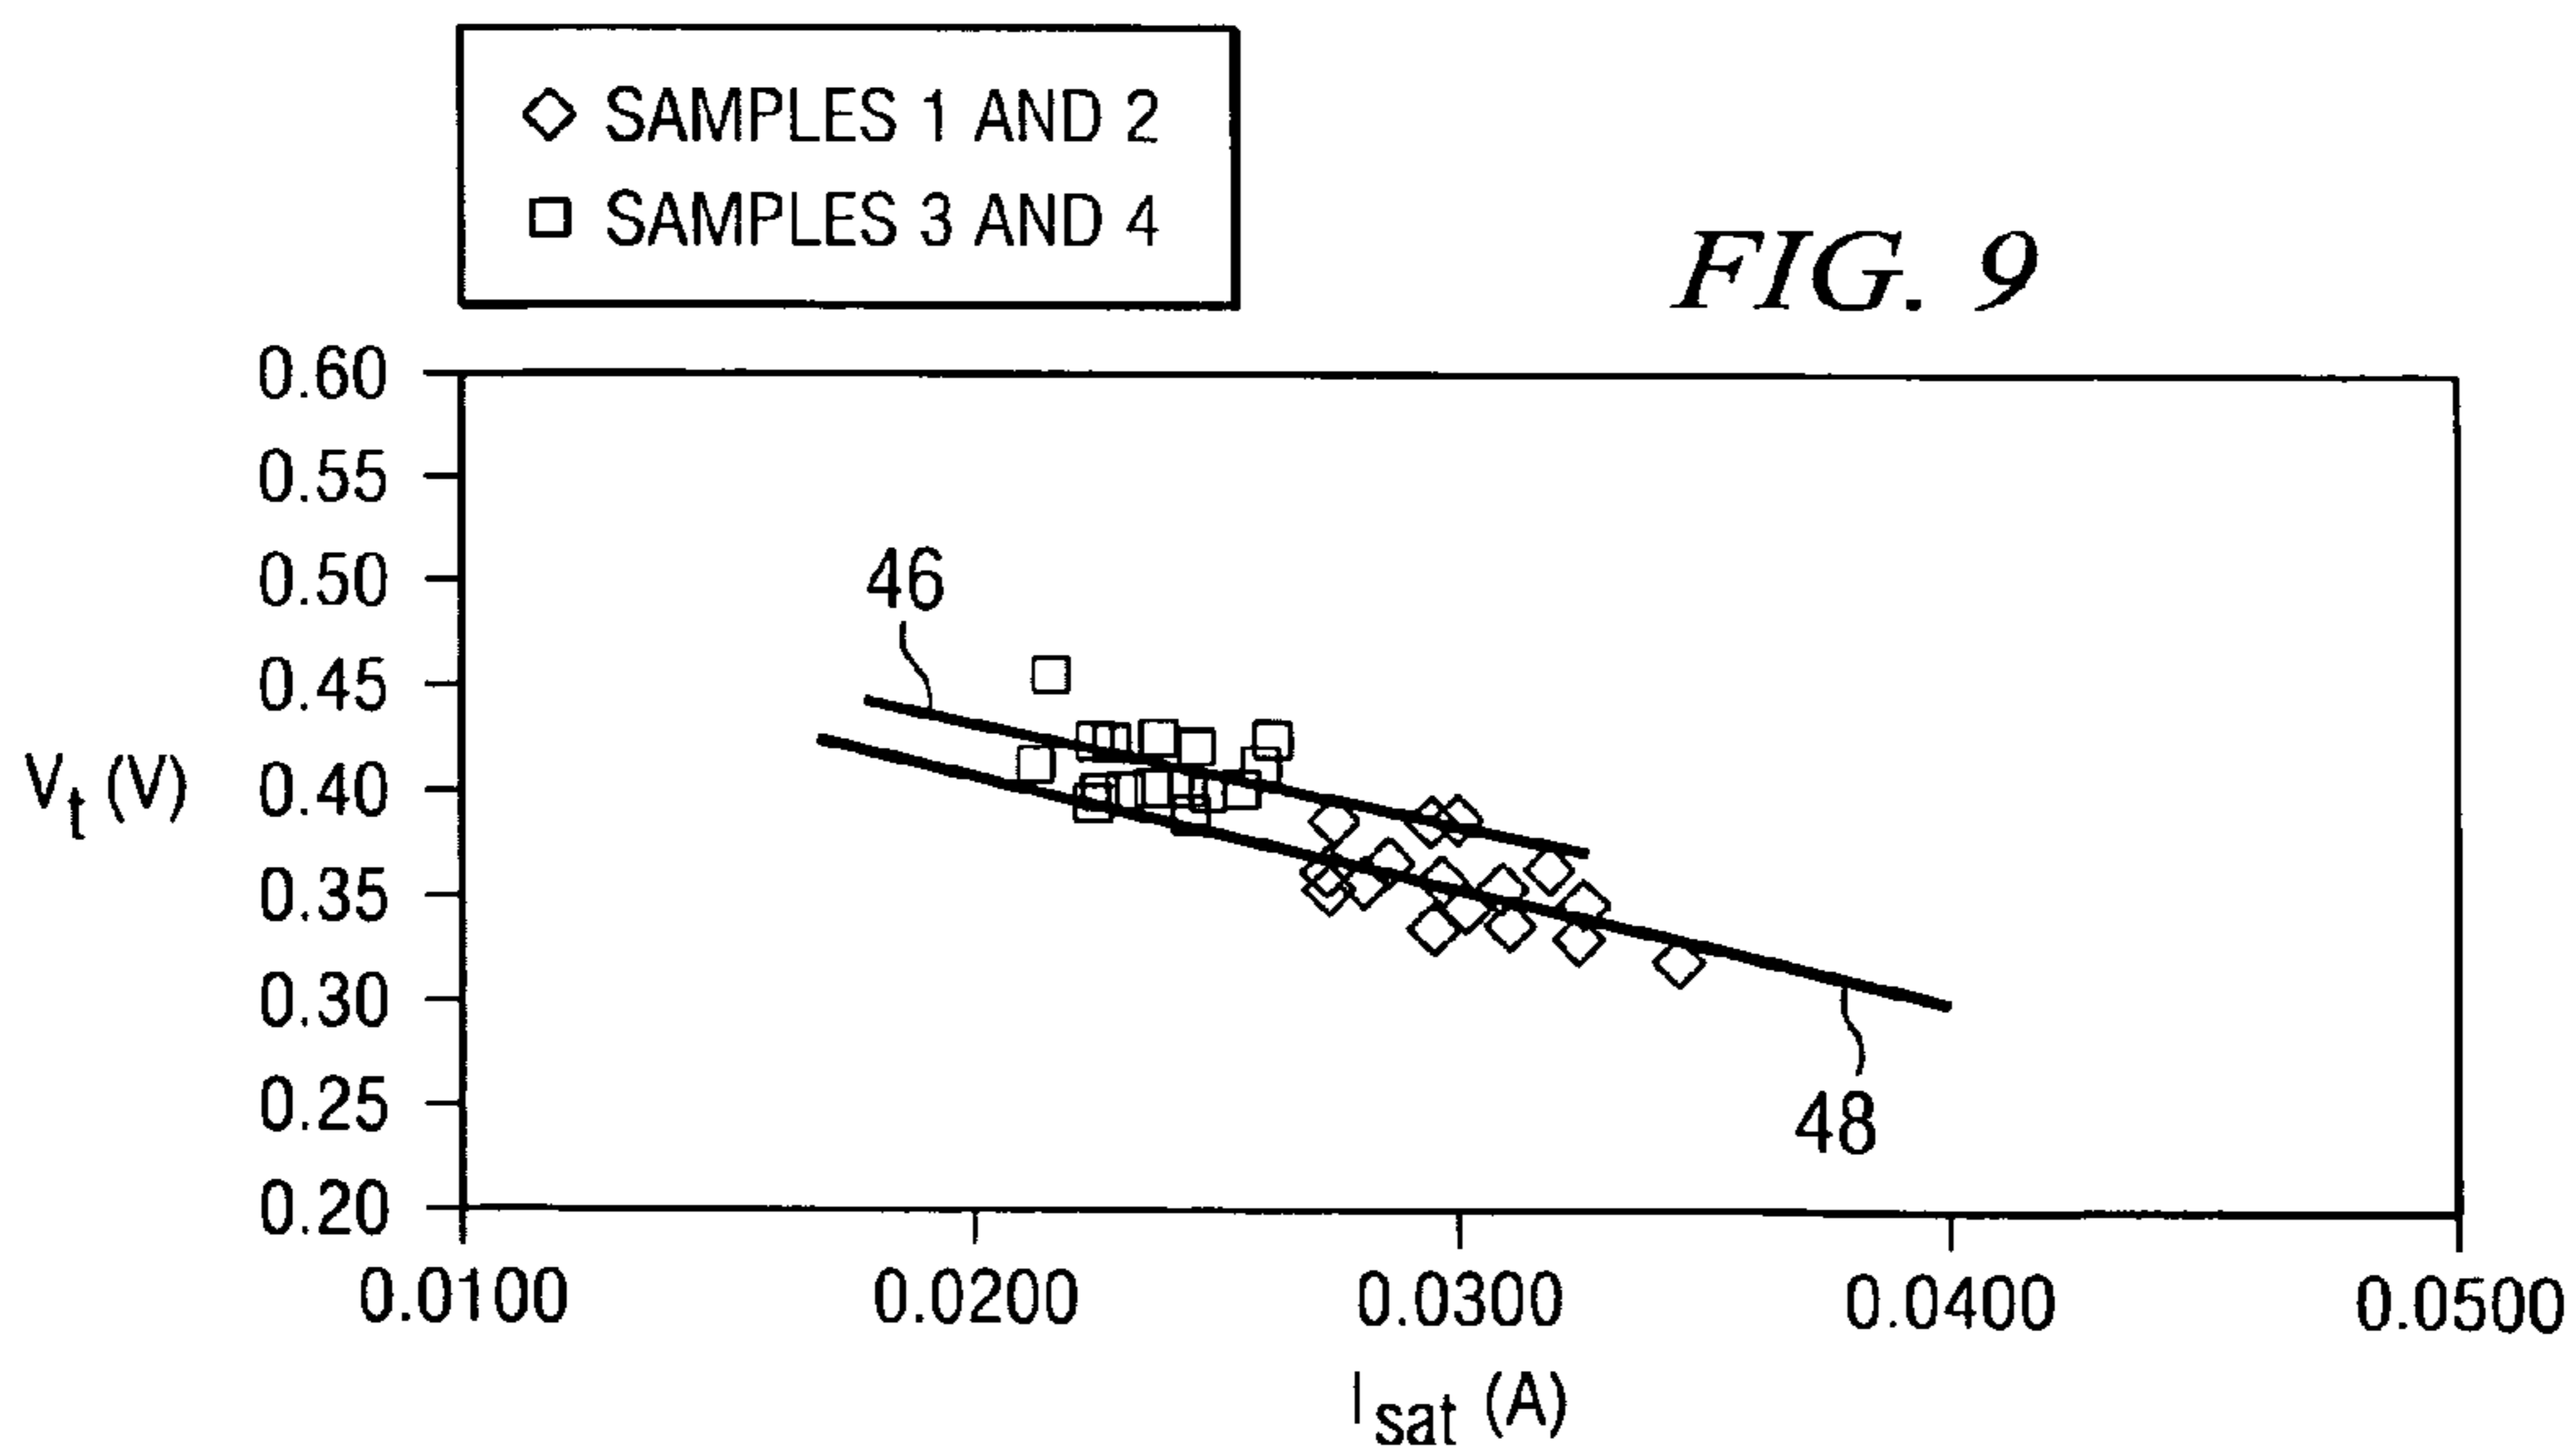 ◇ SAMPLES 1 AND 2
□ SAMPLES 3 AND 4
FIG. 9
0.60
0.55
0.50
0.45
0.40
0.35
0.30
0.25
0.20
Vt (V)
46
48
0.0100 0.0200 0.0300 0.0400 0.0500
Isat (A)